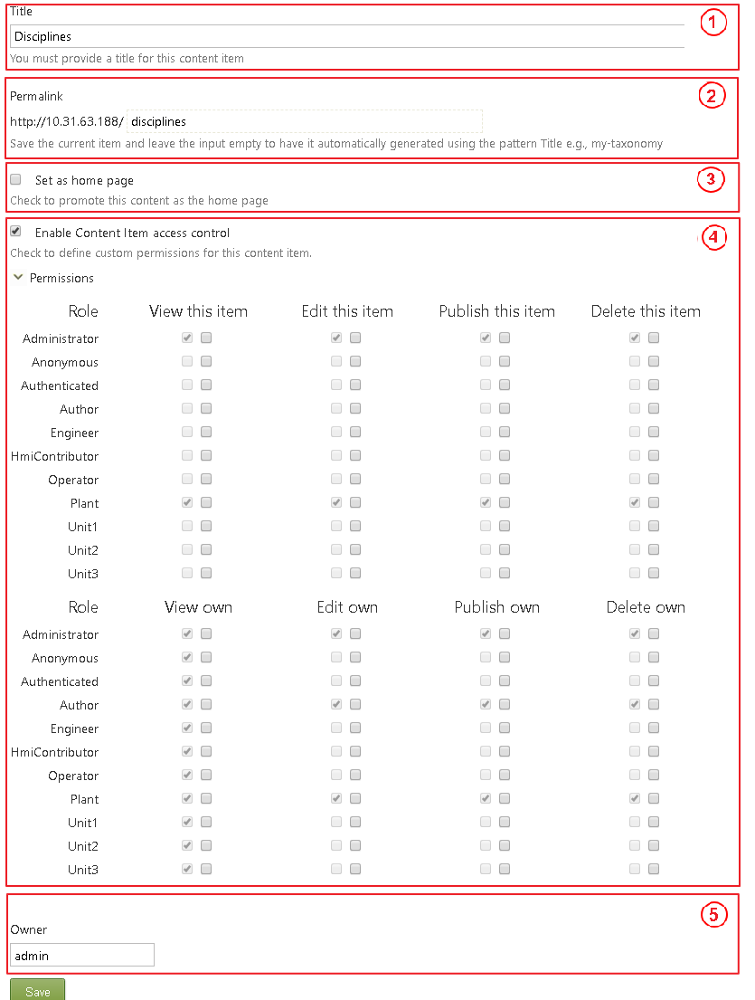 Title
1
Disciplines
You must provide a title for this content item
Permalink
2
http://10.31.63.188/ disciplines
Save the current item and leave the input empty to have it automatically generated using the pattern Title e.g., my-taxonomy
Set as home page
3
Check to promote this content as the home page
Enable Content Item access control
4
Check to define custom permissions for this content item.
Permissions
Role View this item Edit this item Publish this item Delete this item
Administrator
Anonymous
Authenticated
Author
Engineer
HmiContributor
Operator
Plant
Unit1
Unit2
Unit3
Role View own Edit own Publish own Delete own
Administrator
Anonymous
Authenticated
Author
Engineer
HmiContributor
Operator
Plant
Unit1
Unit2
Unit3
5
Owner
admin
Save